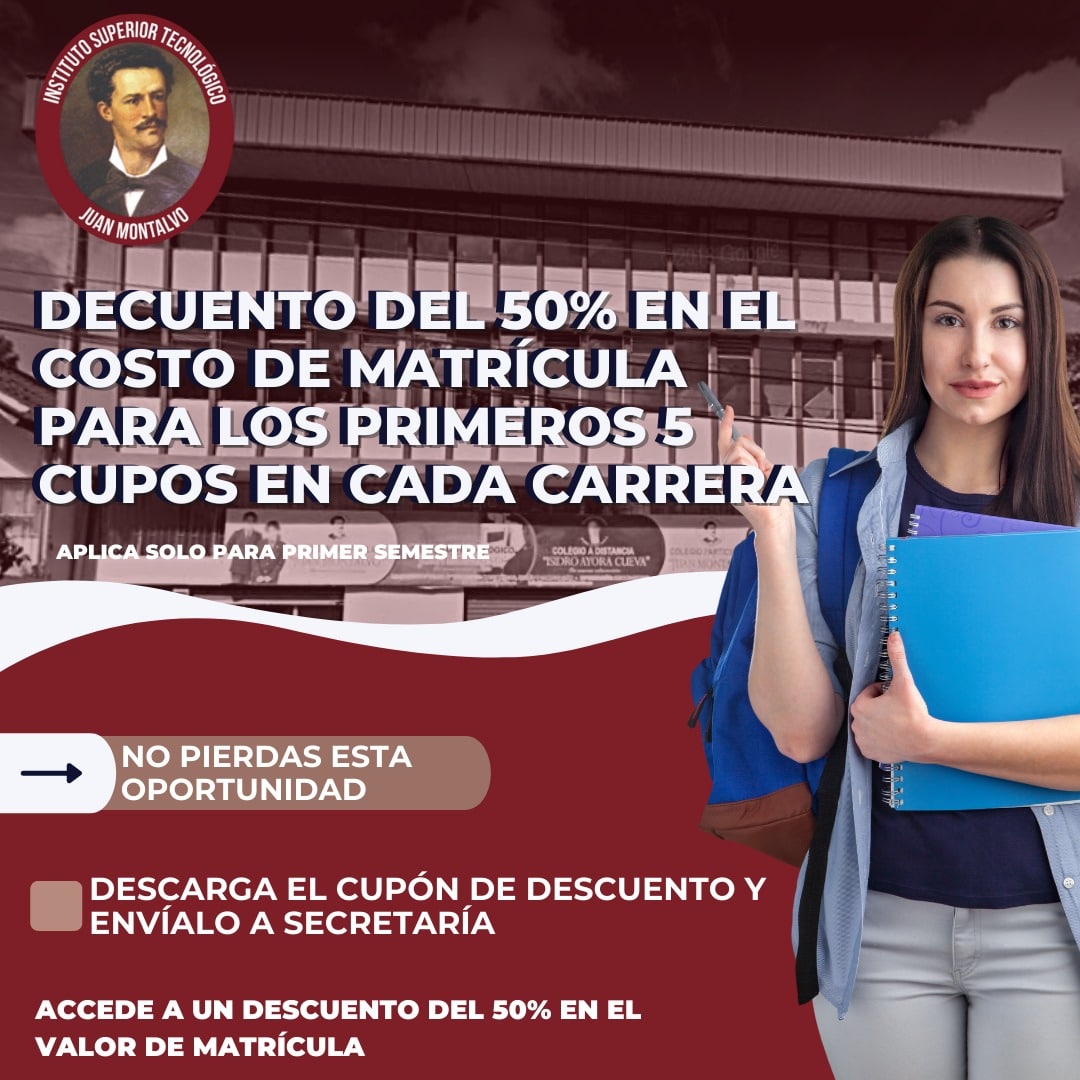 INSTITUTO SUPERIOR TECNOLÓGICO
JUAN MONTALVO
DECUENTO DEL 50% EN EL
COSTO DE MATRÍCULA
PARA LOS PRIMEROS 5
CUPOS EN CADA CARRERA
APLICA SOLO PARA PRIMER SEMESTRE
COLEGIO A DISTANCIA
"ISIDRO AYORA CUEVA"
NO PIERDAS ESTA
OPORTUNIDAD
DESCARGA EL CUPÓN DE DESCUENTO Y
ENVÍALO A SECRETARÍA
ACCEDE A UN DESCUENTO DEL 50% EN EL
VALOR DE MATRÍCULA